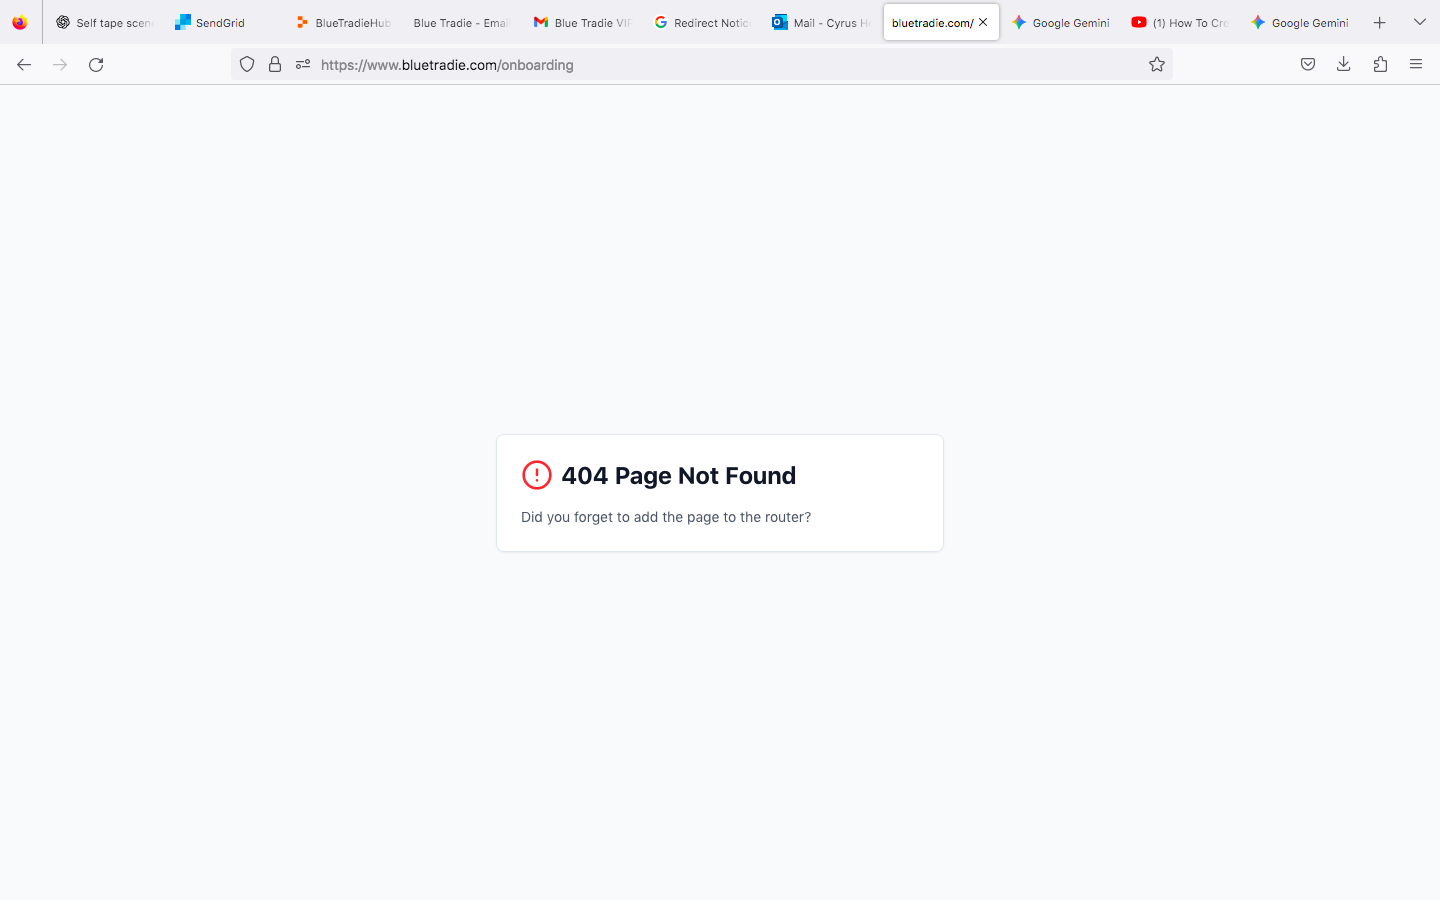 Self tape scen
SendGrid
BlueTradieHub
Blue Tradie - Emai
Blue Tradie VIP
Redirect Notic
Mail - Cyrus H
bluetradie.com/
Google Gemini
(1) How To Cre
Google Gemini
https://www.bluetradie.com/onboarding
404 Page Not Found
Did you forget to add the page to the router?